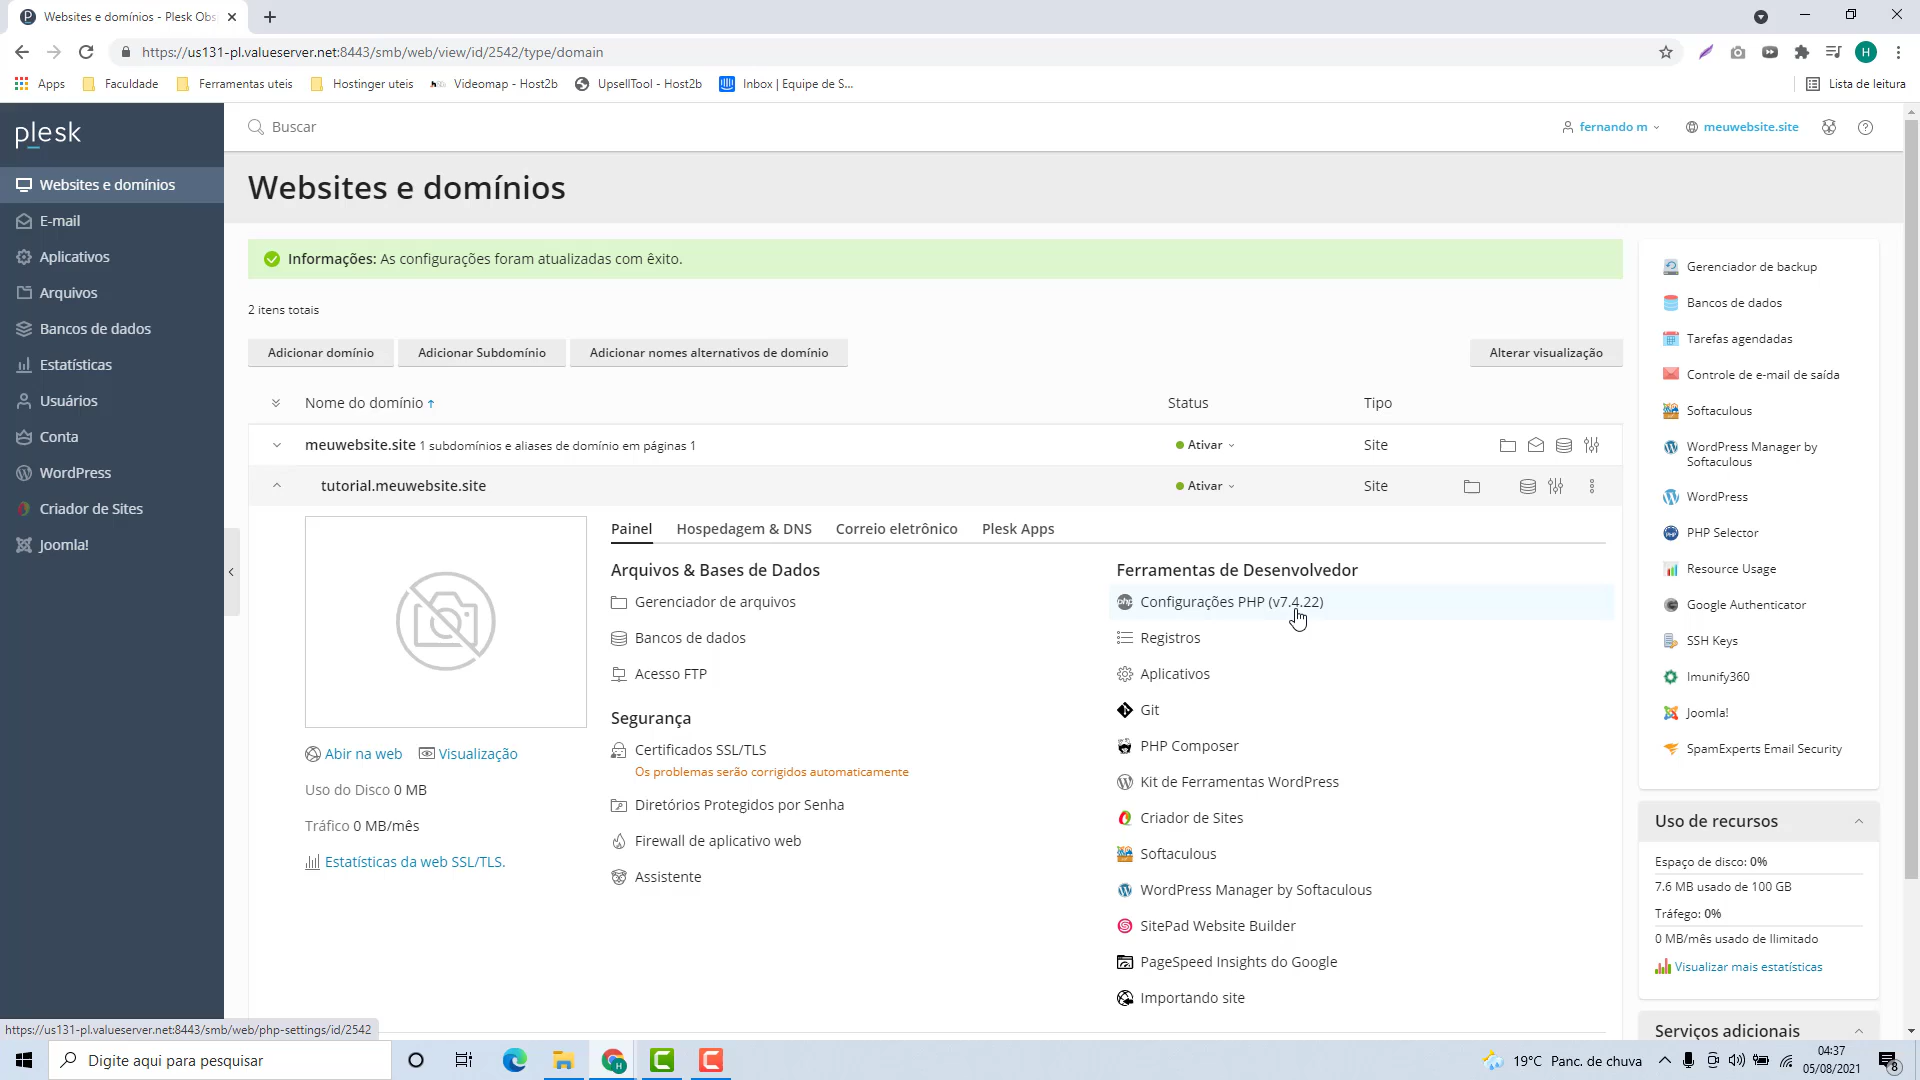 Websites e domínios - Plesk Obs
https://us131-pl.valueserver.net:8443/smb/web/view/id/2542/type/domain
H
Apps
Faculdade
Ferramentas uteis
Hostinger uteis
Videomap - Host2b
UpsellTool - Host2b
Inbox | Equipe de S...
Lista de leitura
plesk
Buscar
fernando m
meuwebsite.site
Websites e domínios
E-mail
Aplicativos
Arquivos
Bancos de dados
Estatísticas
Usuários
Conta
WordPress
Criador de Sites
Joomla!
Websites e domínios
Informações: As configurações foram atualizadas com êxito.
2 itens totais
Adicionar domínio
Adicionar Subdomínio
Adicionar nomes alternativos de domínio
Alterar visualização
Nome do domínio
Status
Tipo
meuwebsite.site 1 subdomínios e aliases de domínio em páginas 1
Ativar
Site
tutorial.meuwebsite.site
Ativar
Site
Painel
Hospedagem & DNS
Correio eletrônico
Plesk Apps
Abrir na web
Visualização
Uso do Disco 0 MB
Tráfico 0 MB/mês
Estatísticas da web SSL/TLS.
Arquivos & Bases de Dados
Gerenciador de arquivos
Bancos de dados
Acesso FTP
Segurança
Certificados SSL/TLS
Os problemas serão corrigidos automaticamente
Diretórios Protegidos por Senha
Firewall de aplicativo web
Assistente
Ferramentas de Desenvolvedor
php
Configurações PHP (v7.4.22)
Registros
Aplicativos
Git
PHP Composer
Kit de Ferramentas WordPress
Criador de Sites
Softaculous
WordPress Manager by Softaculous
SitePad Website Builder
PageSpeed Insights do Google
Importando site
Gerenciador de backup
Bancos de dados
Tarefas agendadas
Controle de e-mail de saída
Softaculous
WordPress Manager by
Softaculous
WordPress
PHP Selector
Resource Usage
Google Authenticator
SSH Keys
Imunify360
Joomla!
SpamExperts Email Security
Uso de recursos
Espaço de disco: 0%
7.6 MB usado de 100 GB
Tráfego: 0%
0 MB/mês usado de Ilimitado
Visualizar mais estatísticas
Serviços adicionais
https://us131-pl.valueserver.net:8443/smb/web/php-settings/id/2542
Digite aqui para pesquisar
19°C Panc. de chuva
04:37
05/08/2021
8